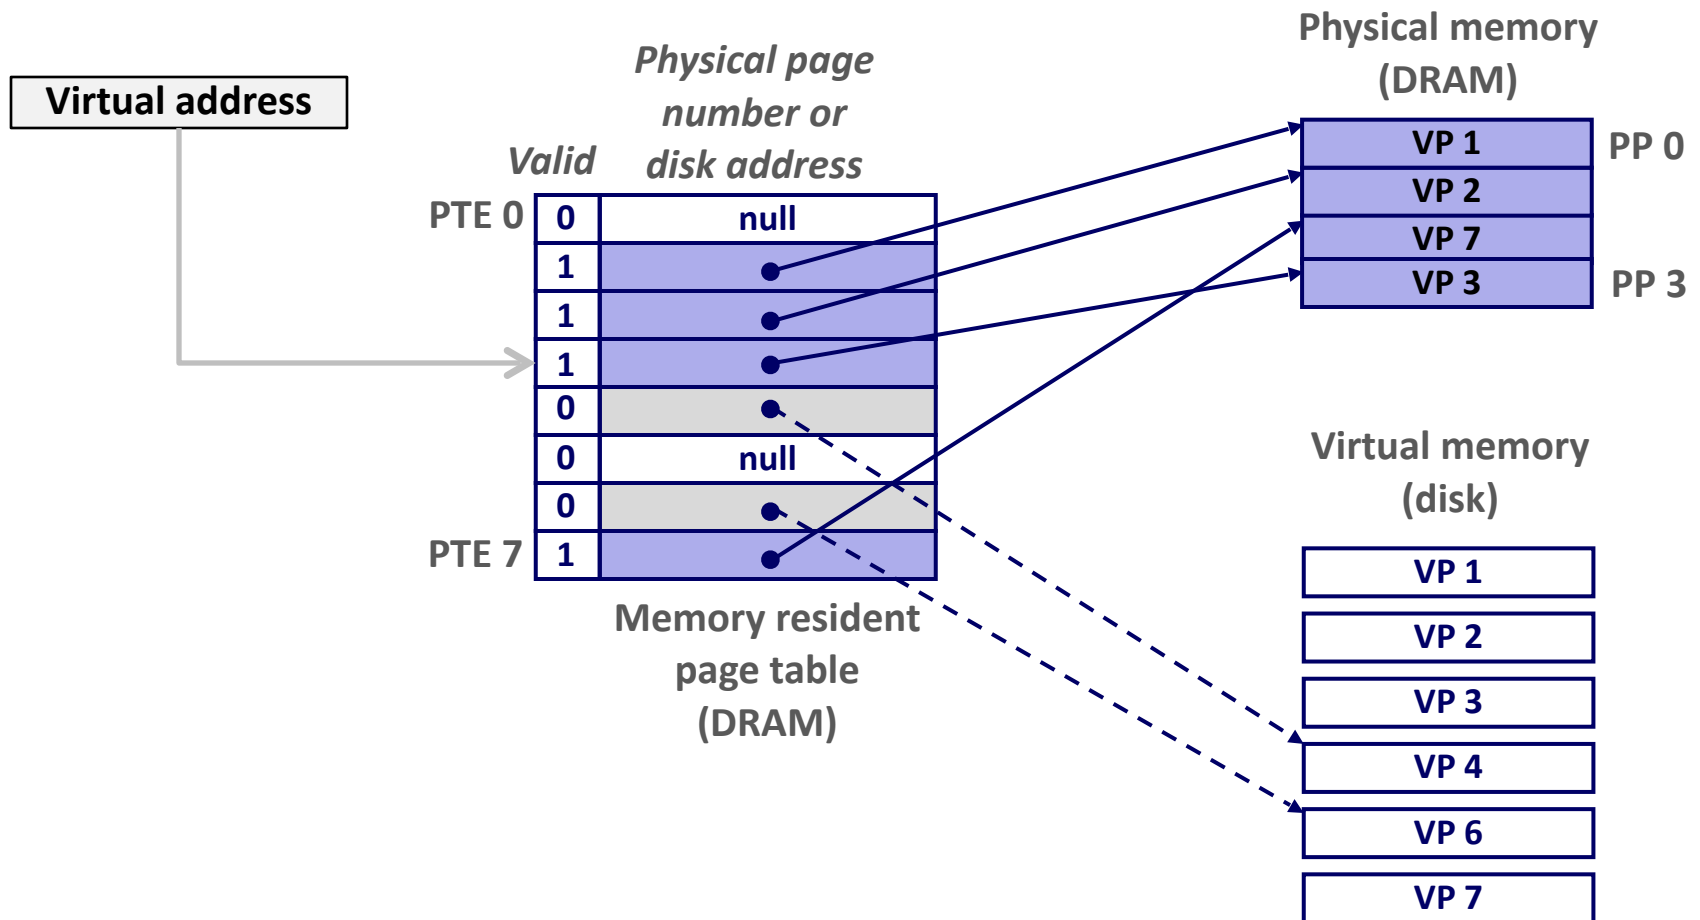 Virtual address
Physical page
number or
disk address
Valid
PTE 0
0
null
1
1
1
0
0
null
0
PTE 7
1
Memory resident
page table
(DRAM)
Physical memory
(DRAM)
VP 1
PP 0
VP 2
VP 7
VP 3
PP 3
Virtual memory
(disk)
VP 1
VP 2
VP 3
VP 4
VP 6
VP 7